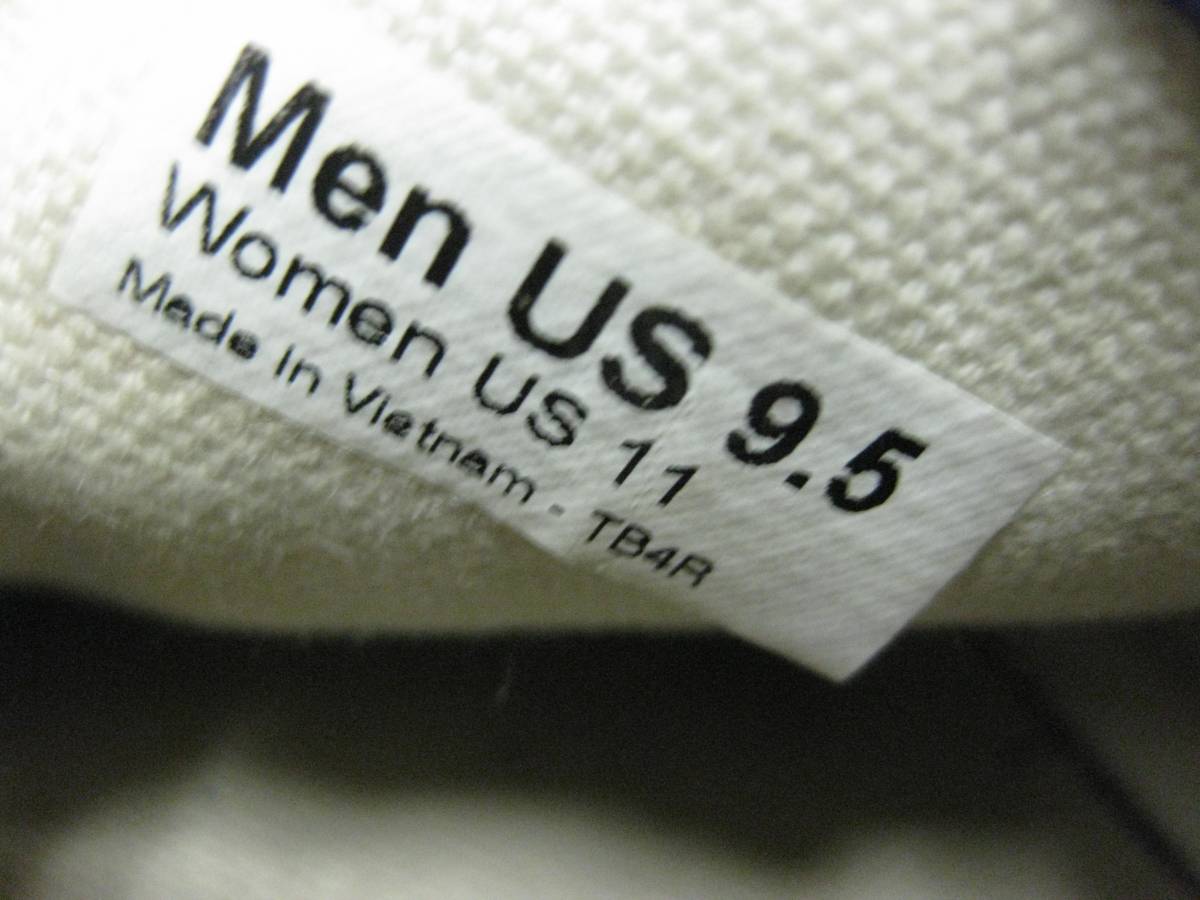 Men US 9.5
Women US 11
Made in Vietnam - TB4R